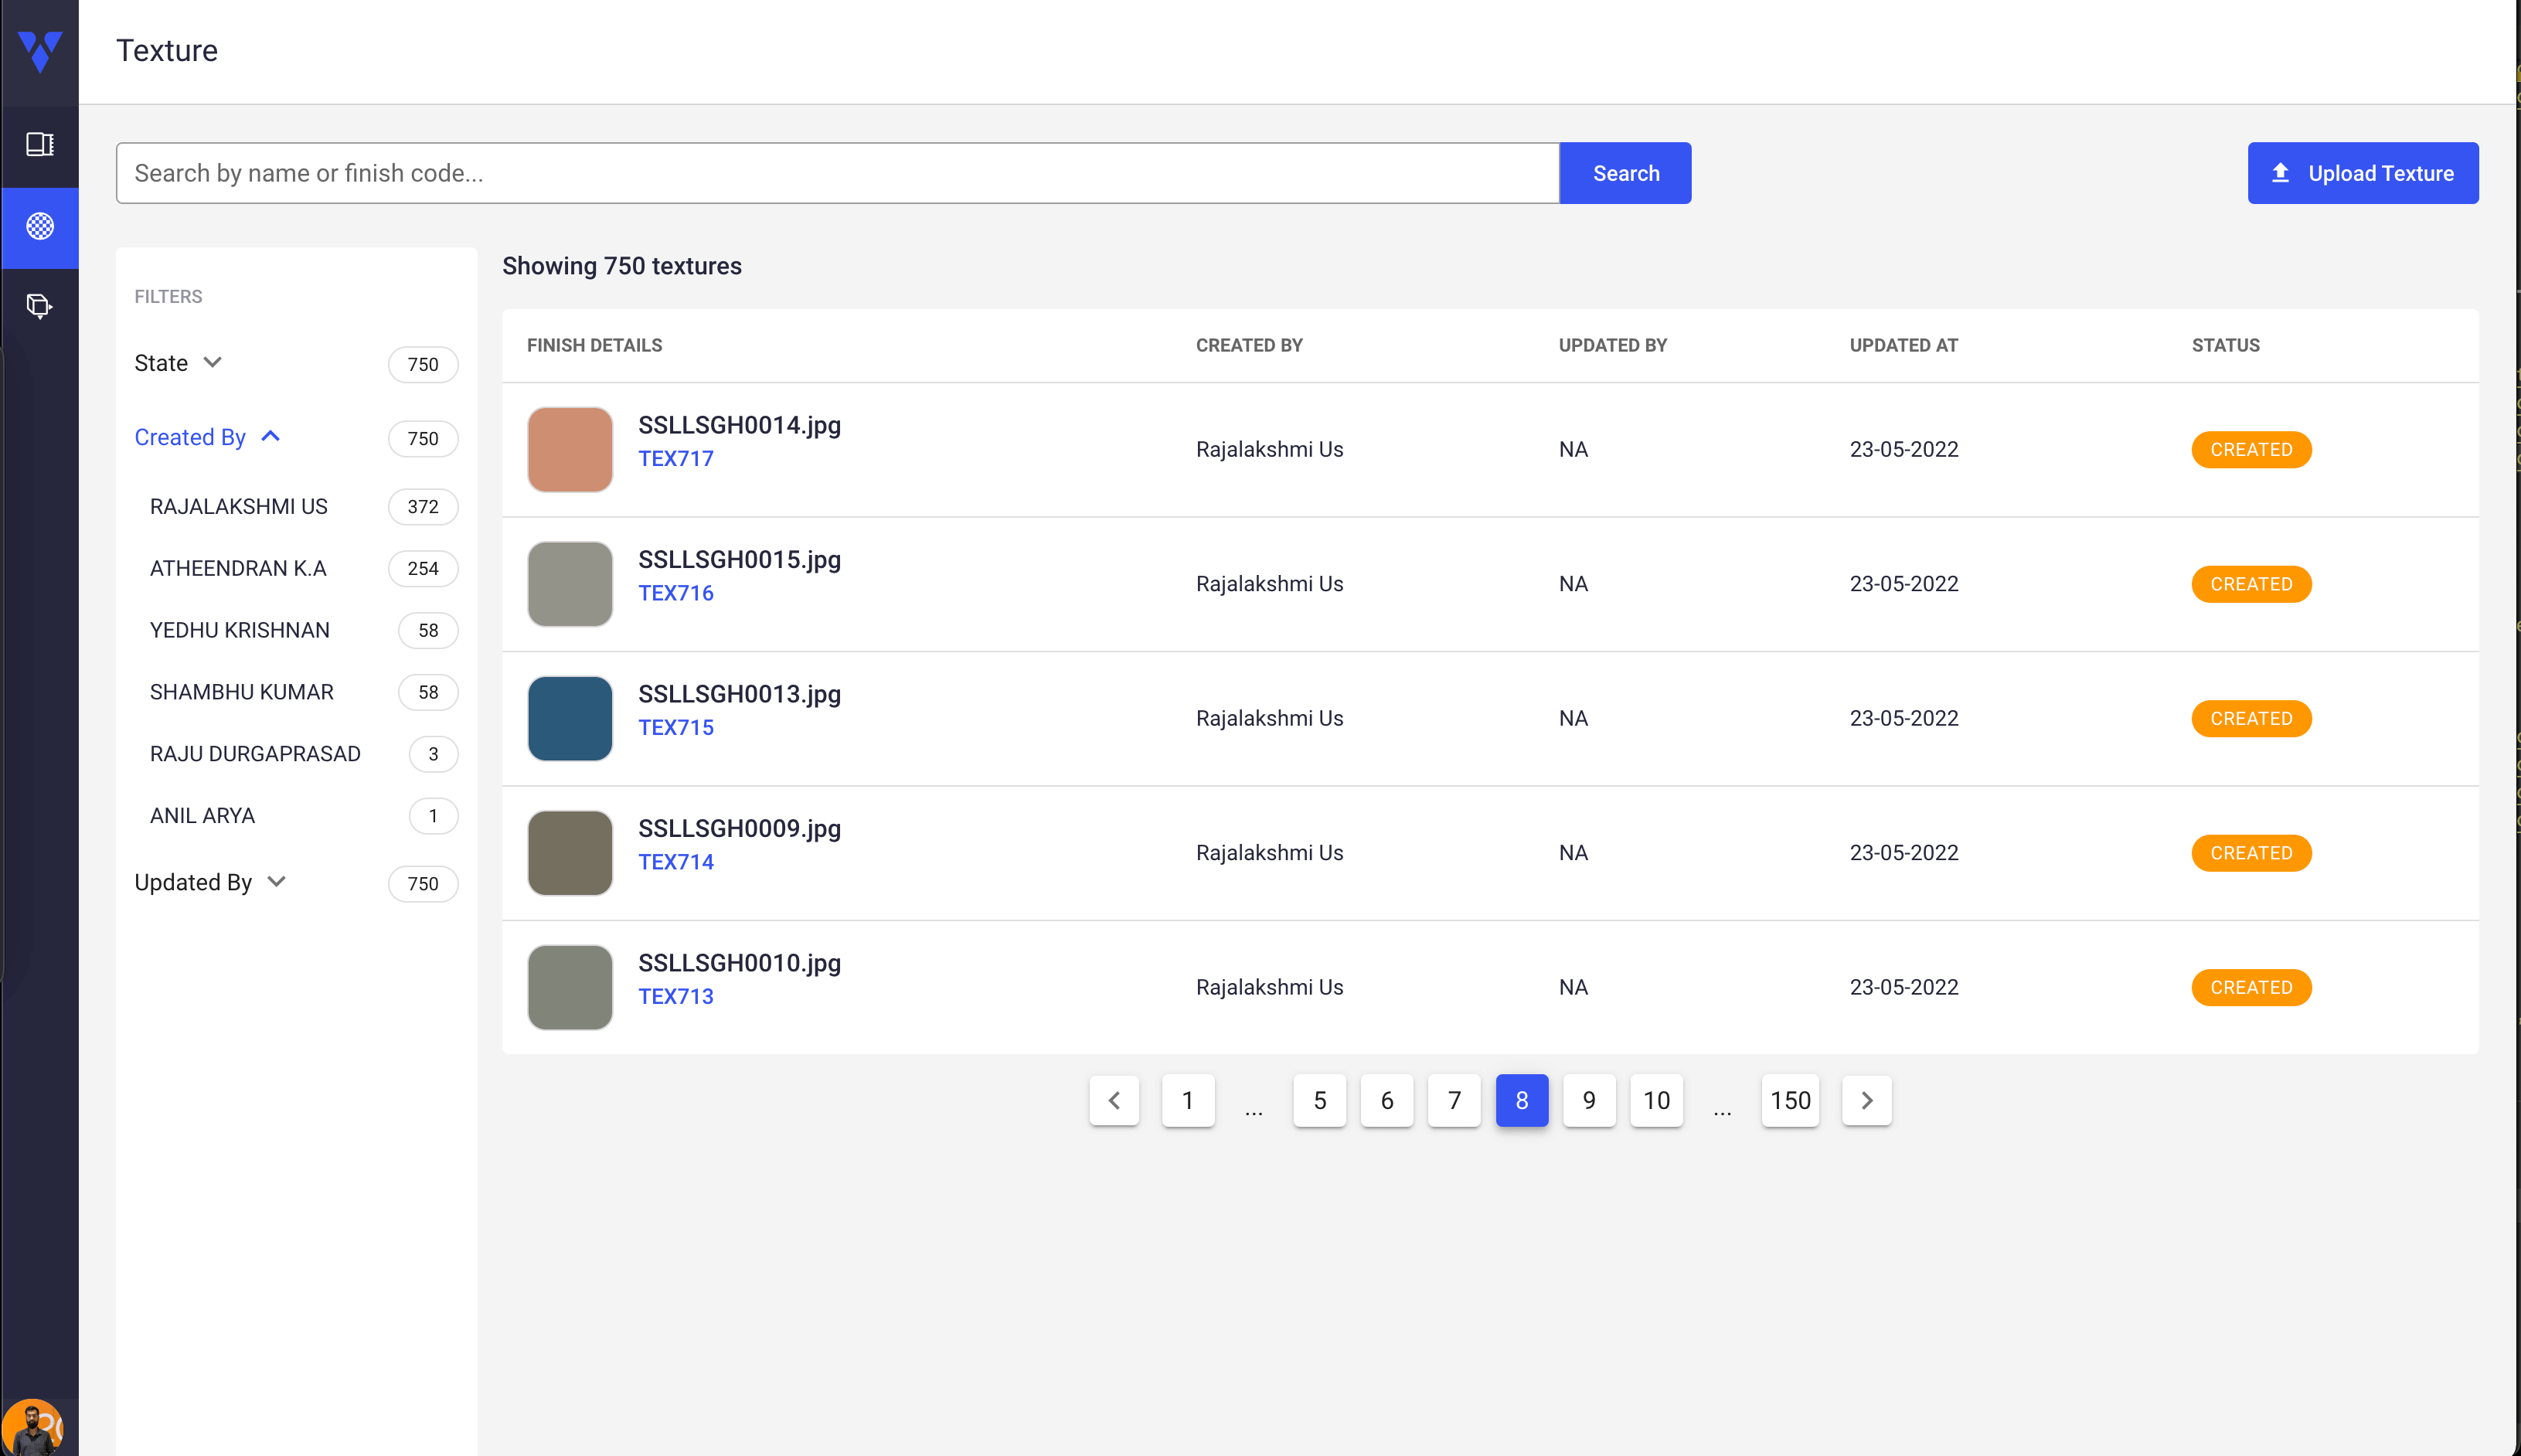 Texture
Search by name or finish code...
Search
Upload Texture
FILTERS
State 750
Created By 750
RAJALAKSHMI US 372
ATHEENDRAN K.A 254
YEDHU KRISHNAN 58
SHAMBHU KUMAR 58
RAJU DURGAPRASAD 3
ANIL ARYA 1
Updated By 750
Showing 750 textures
FINISH DETAILS CREATED BY UPDATED BY UPDATED AT STATUS
SSLLSGH0014.jpg
TEX717
Rajalakshmi Us NA 23-05-2022 CREATED
SSLLSGH0015.jpg
TEX716
Rajalakshmi Us NA 23-05-2022 CREATED
SSLLSGH0013.jpg
TEX715
Rajalakshmi Us NA 23-05-2022 CREATED
SSLLSGH0009.jpg
TEX714
Rajalakshmi Us NA 23-05-2022 CREATED
SSLLSGH0010.jpg
TEX713
Rajalakshmi Us NA 23-05-2022 CREATED
1 ... 5 6 7 8 9 10 ... 150